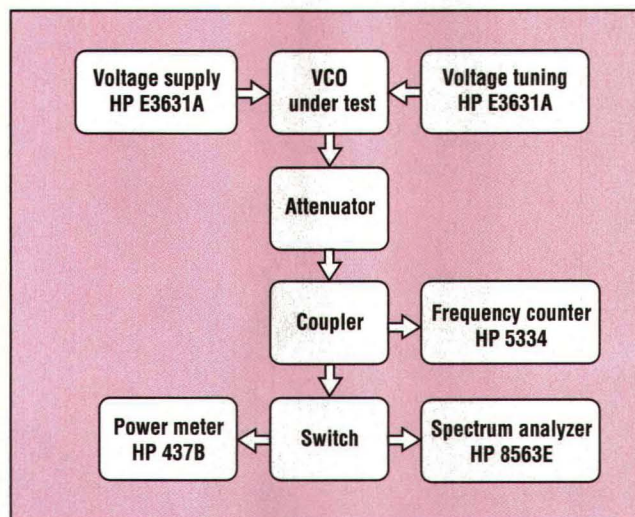 Voltage supply
HP E3631A
VCO
under test
Voltage tuning
HP E3631A
Attenuator
Coupler
Frequency counter
HP 5334
Power meter
HP 437B
Switch
Spectrum analyzer
HP 8563E